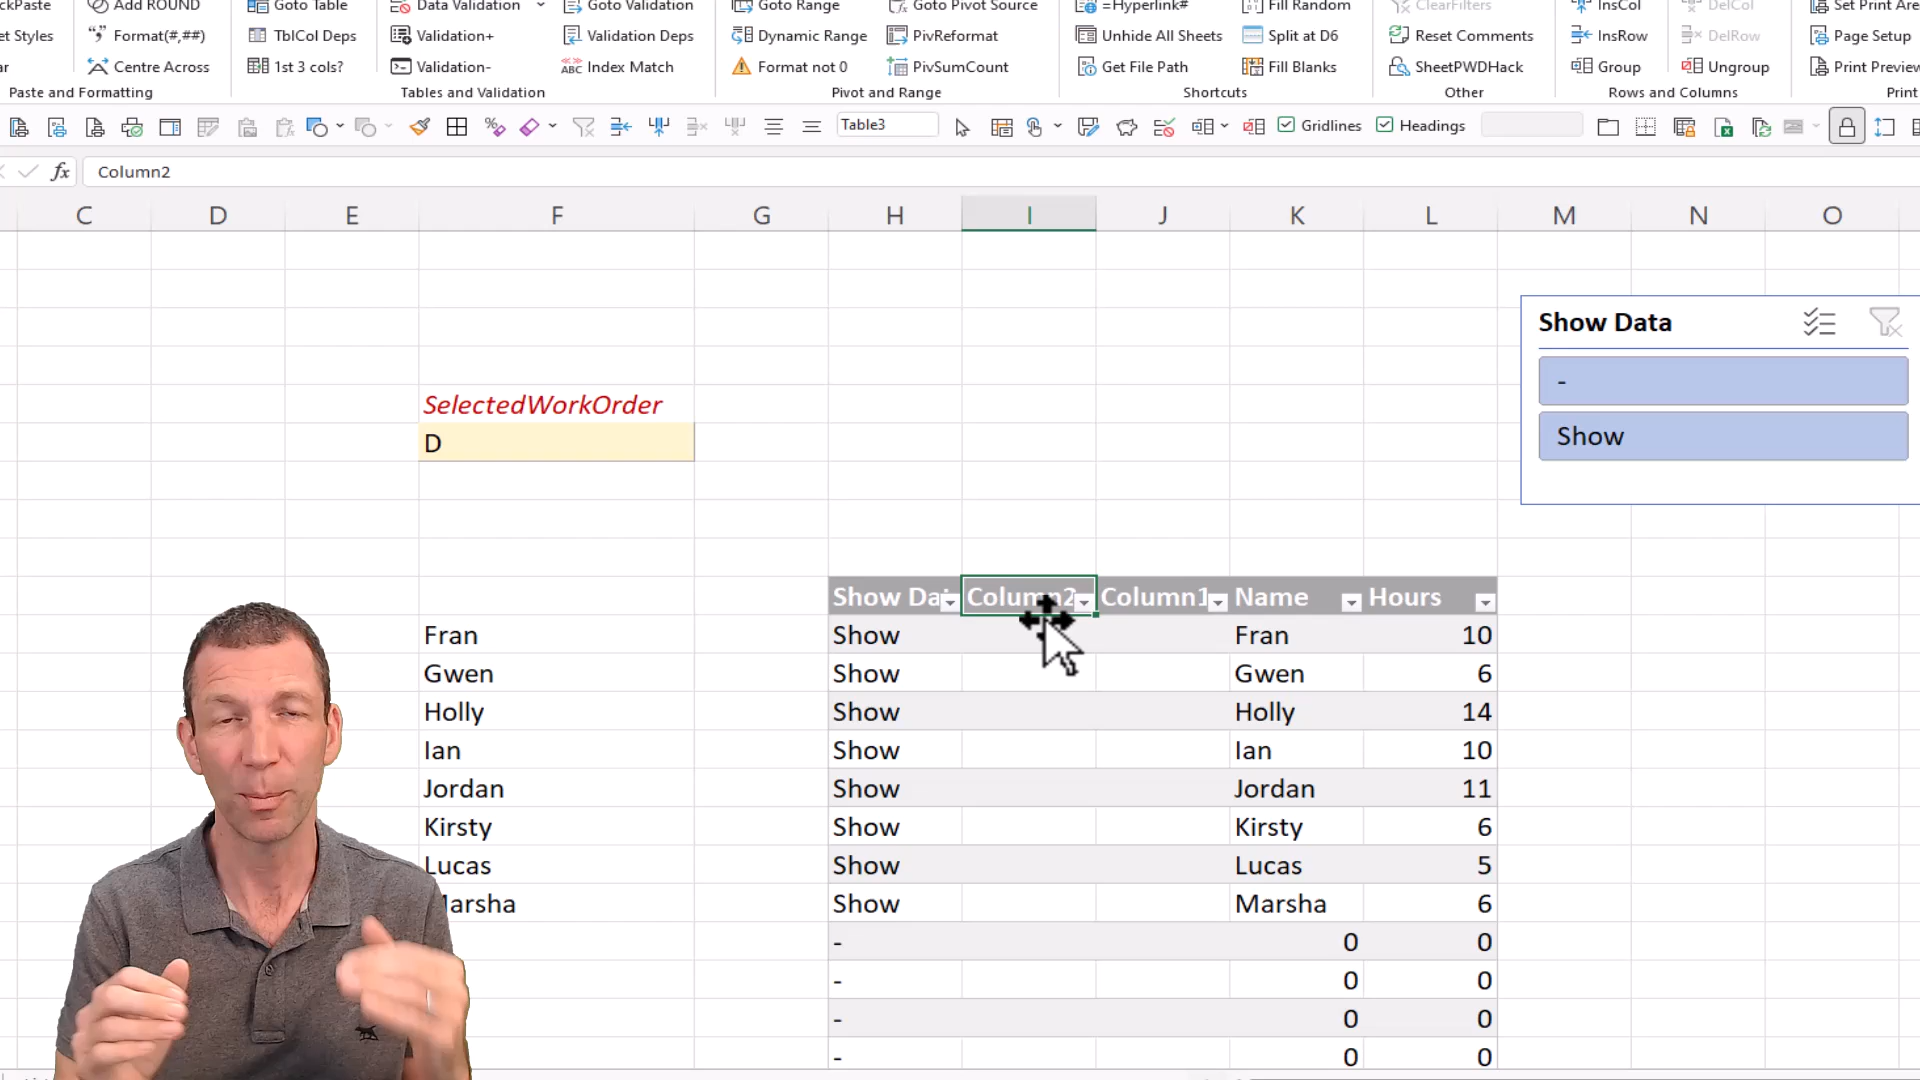 ckPaste
Add ROUND
Goto Table
Data Validation
Goto Validation
Goto Range
Goto Pivot Source
=Hyperlink#
Fill Random
ClearFilters
InsCol
DelCol
Set Print Are
et Styles
Format(#,##)
TblCol Deps
Validation+
Validation Deps
Dynamic Range
PivReformat
Unhide All Sheets
Split at D6
Reset Comments
InsRow
DelRow
Page Setup
Centre Across
1st 3 cols?
Validation-
Index Match
Format not 0
PivSumCount
Get File Path
Fill Blanks
SheetPWDHack
Group
Ungroup
Print Preview
Paste and Formatting
Tables and Validation
Pivot and Range
Shortcuts
Other
Rows and Columns
Print
Table3
Gridlines
Headings
fx
Column2
C D E F G H I J K L M N O
Show Data
-
Show
SelectedWorkOrder
D
Show Da Column2 Column1 Name Hours
Fran Show Fran 10
Gwen Show Gwen 6
Holly Show Holly 14
Ian Show Ian 10
Jordan Show Jordan 11
Kirsty Show Kirsty 6
Lucas Show Lucas 5
Marsha Show Marsha 6
- 0 0
- 0 0
- 0 0
- 0 0